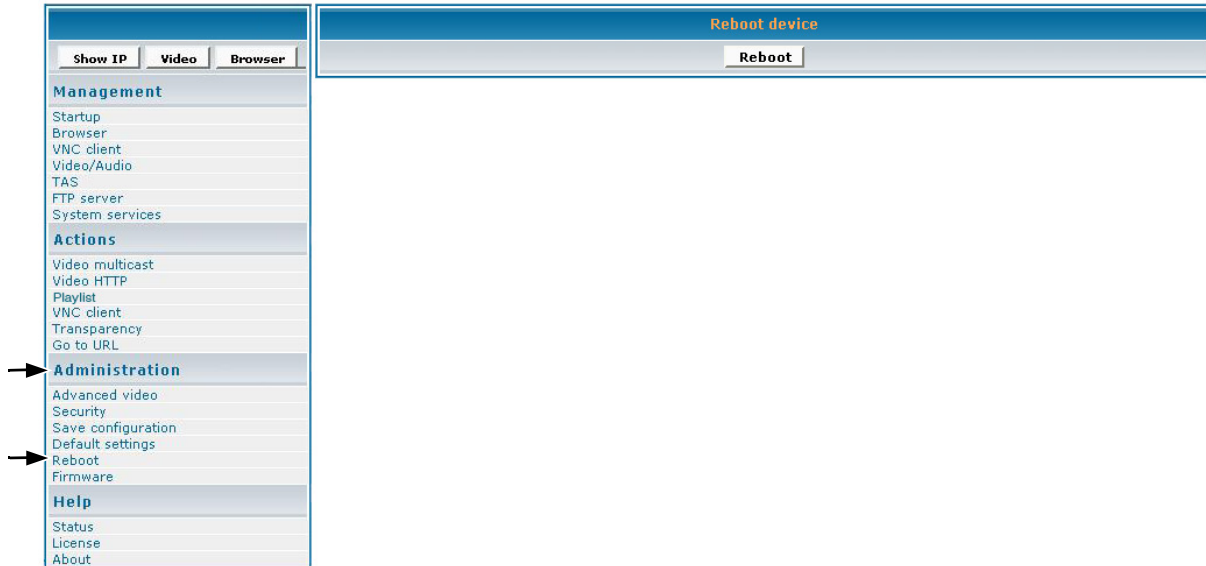 Show IP Video Browser
Management
Startup
Browser
VNC client
Video/Audio
TAS
FTP server
System services
Actions
Video multicast
Video HTTP
Playlist
VNC client
Transparency
Go to URL
Administration
Advanced video
Security
Save configuration
Default settings
Reboot
Firmware
Help
Status
License
About
Reboot device
Reboot